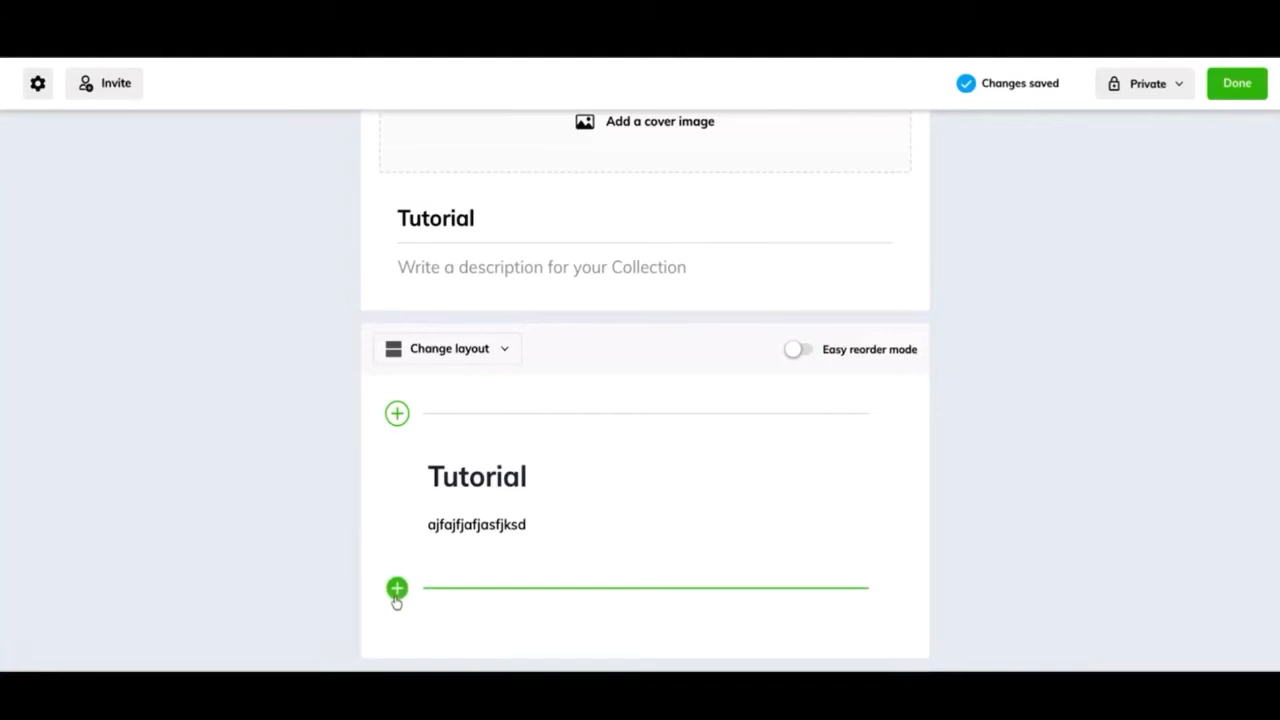 Invite
Changes saved
Private
Done
Add a cover image
Tutorial
Write a description for your Collection
Change layout
Easy reorder mode
Tutorial
ajfajfjafjasfjksd